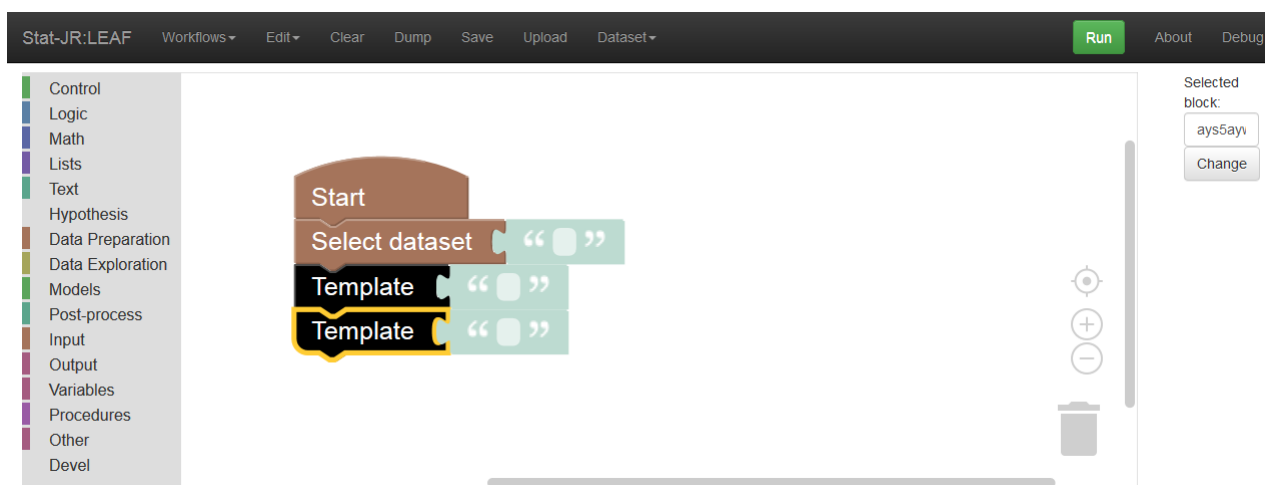 Stat-JR:LEAF Workflows Edit Clear Dump Save Upload Dataset Run About Debug
Control
Logic
Math
Lists
Text
Hypothesis
Data Preparation
Data Exploration
Models
Post-process
Input
Output
Variables
Procedures
Other
Devel
Start
Select dataset “ ”
Template “ ”
Template “ ”
Selected
block:
Change